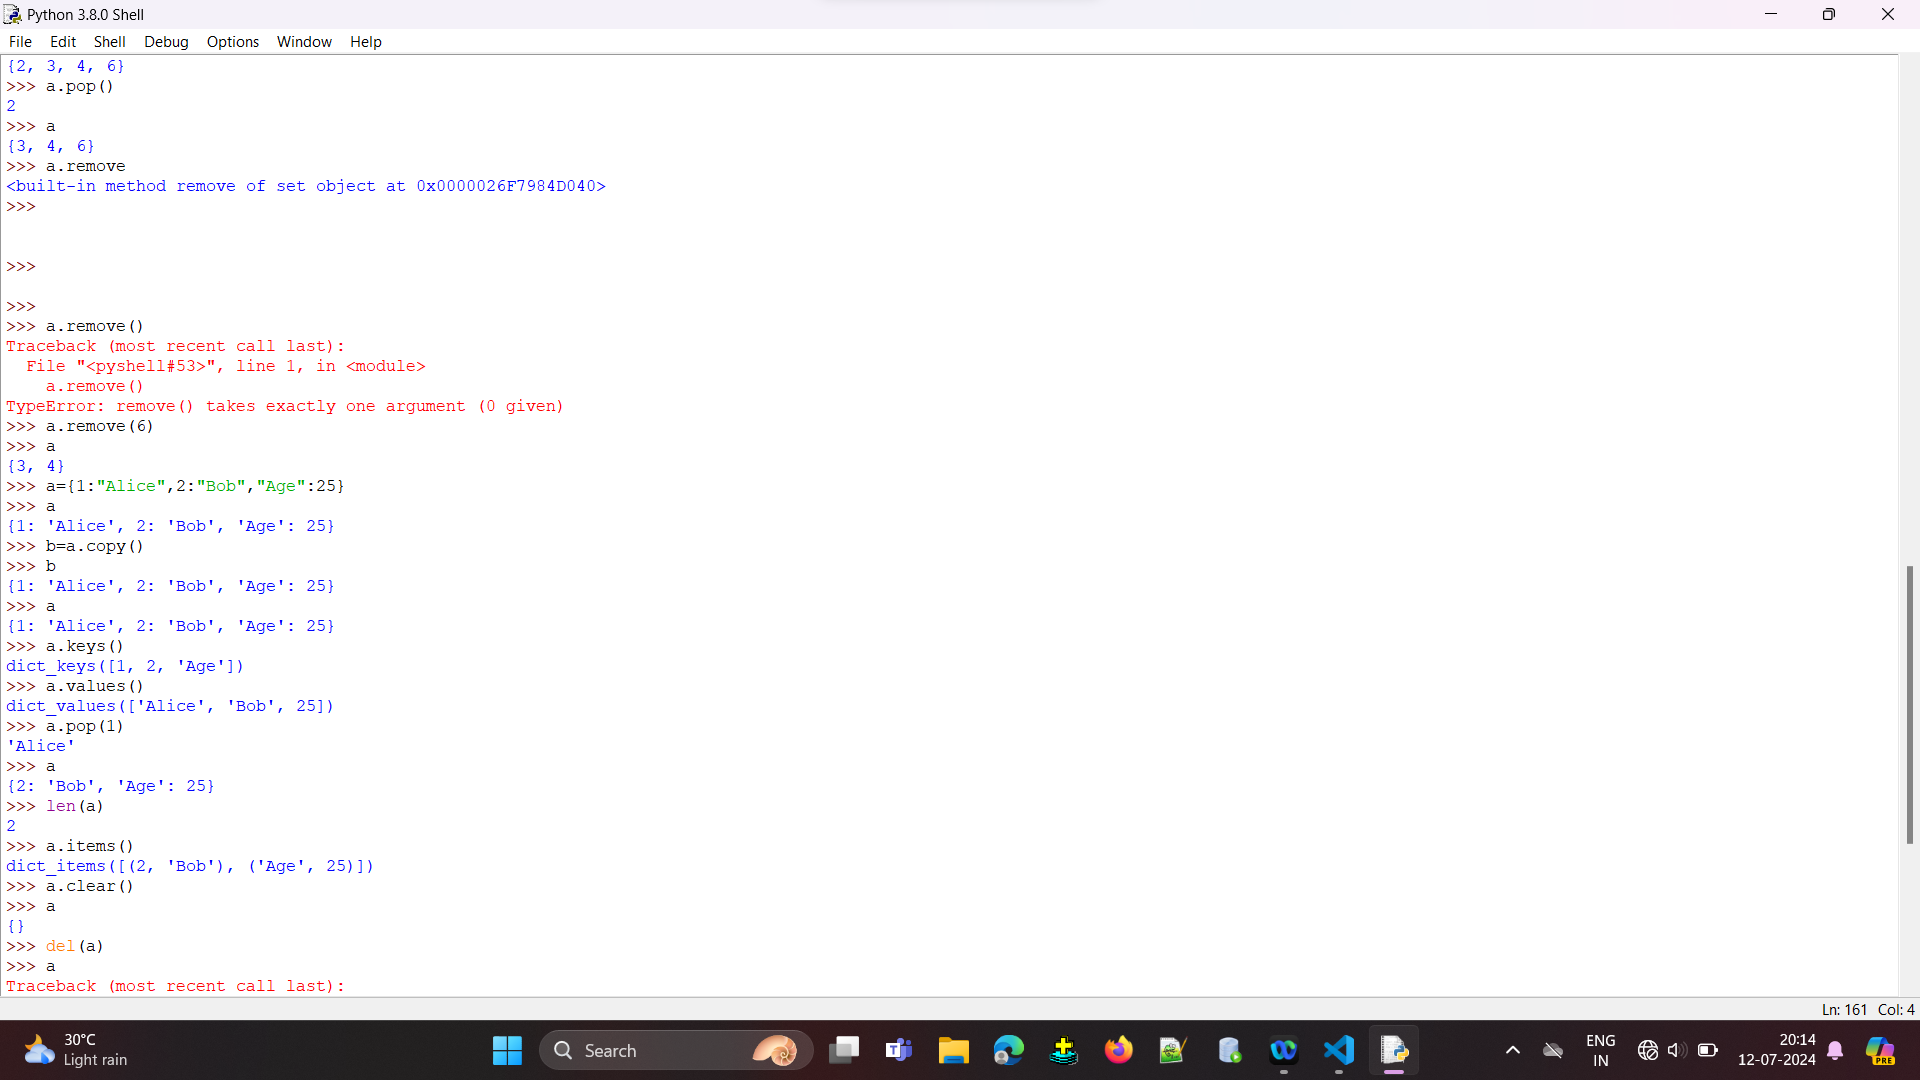 Python 3.8.0 Shell
File Edit Shell Debug Options Window Help
{2, 3, 4, 6}
>>> a.pop()
2
>>> a
{3, 4, 6}
>>> a.remove
<built-in method remove of set object at 0x0000026F7984D040>
>>>
>>>
>>>
>>> a.remove()
Traceback (most recent call last):
  File "<pyshell#53>", line 1, in <module>
    a.remove()
TypeError: remove() takes exactly one argument (0 given)
>>> a.remove(6)
>>> a
{3, 4}
>>> a={1:"Alice",2:"Bob","Age":25}
>>> a
{1: 'Alice', 2: 'Bob', 'Age': 25}
>>> b=a.copy()
>>> b
{1: 'Alice', 2: 'Bob', 'Age': 25}
>>> a
{1: 'Alice', 2: 'Bob', 'Age': 25}
>>> a.keys()
dict_keys([1, 2, 'Age'])
>>> a.values()
dict_values(['Alice', 'Bob', 25])
>>> a.pop(1)
'Alice'
>>> a
{2: 'Bob', 'Age': 25}
>>> len(a)
2
>>> a.items()
dict_items([(2, 'Bob'), ('Age', 25)])
>>> a.clear()
>>> a
{}
>>> del(a)
>>> a
Traceback (most recent call last):
Ln: 161 Col: 4
30°C
Light rain
Search
ENG
IN
20:14
12-07-2024
PRE